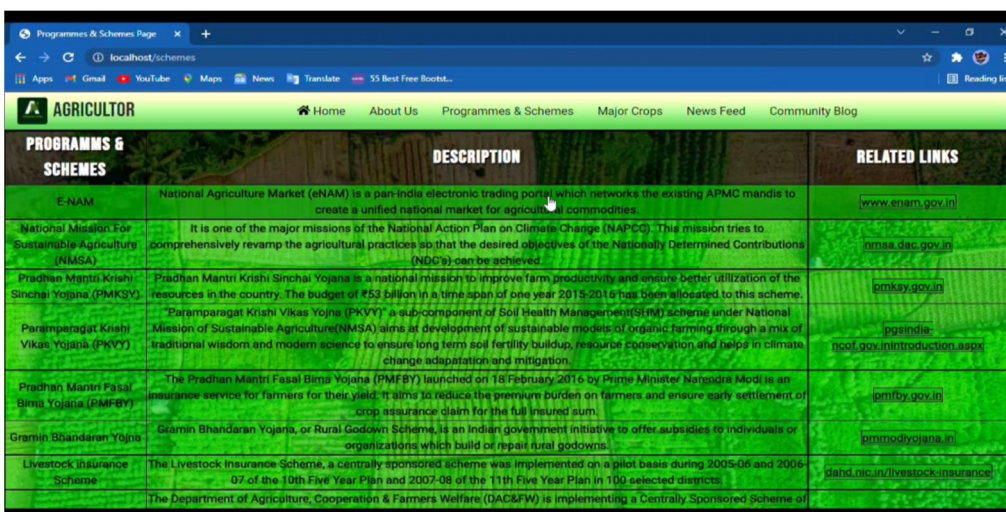 Programmes & Schemes Page
localhost/schemes
Apps Gmail YouTube Maps News Translate 55 Best Free Bootst... Reading lis
AGRICULTOR Home About Us Programmes & Schemes Major Crops News Feed Community Blog
PROGRAMMS &
SCHEMES
DESCRIPTION
RELATED LINKS
E-NAM
National Agriculture Market (eNAM) is a pan-India electronic trading portal which networks the existing APMC mandis to
create a unified national market for agricultural commodities.
www.enam.gov.in
National Mission For
Sustainable Agriculture
(NMSA)
It is one of the major missions of the National Action Plan on Climate Change (NAPCC). This mission tries to
comprehensively revamp the agricultural practices so that the desired objectives of the Nationally Determined Contributions
(NDC's) can be achieved.
nmsa.dac.gov.in
Pradhan Mantri Krishi
Sinchai Yojana (PMKSY)
Pradhan Mantri Krishi Sinchai Yojana is a national mission to improve farm productivity and ensure better utilization of the
resources in the country. The budget of ₹53 billion in a time span of one year 2015-2016 has been allocated to this scheme.
pmksy.gov.in
Paramparagat Krishi
Vikas Yojana (PKVY)
"Paramparagat Krishi Vikas Yojna (PKVY)" a sub-component of Soil Health Management(SHM) scheme under National
Mission of Sustainable Agriculture(NMSA) aims at development of sustainable models of organic farming through a mix of
traditional wisdom and modern science to ensure long term soil fertility buildup, resource conservation and helps in climate
change adapatation and mitigation.
pgsindia-
ncof.gov.inintroduction.aspx
Pradhan Mantri Fasal
Bima Yojana (PMFBY)
The Pradhan Mantri Fasal Bima Yojana (PMFBY) launched on 18 February 2016 by Prime Minister Narendra Modi is an
insurance service for farmers for their yield. It aims to reduce the premium burden on farmers and ensure early settlement of
crop assurance claim for the full insured sum.
pmfby.gov.in
Gramin Bhandaran Yojna
Gramin Bhandaran Yojana, or Rural Godown Scheme, is an Indian government initiative to offer subsidies to individuals or
organizations which build or repair rural godowns.
pmmodiyojana.in
Livestock insurance
Scheme
The Livestock Insurance Scheme, a centrally sponsored scheme was implemented on a pilot basis during 2005-06 and 2006-
07 of the 10th Five Year Plan and 2007-08 of the 11th Five Year Plan in 100 selected districts.
dahd.nic.in/livestock-insurance
The Department of Agriculture, Cooperation & Farmers Welfare (DAC&FW) is implementing a Centrally Sponsored Scheme of